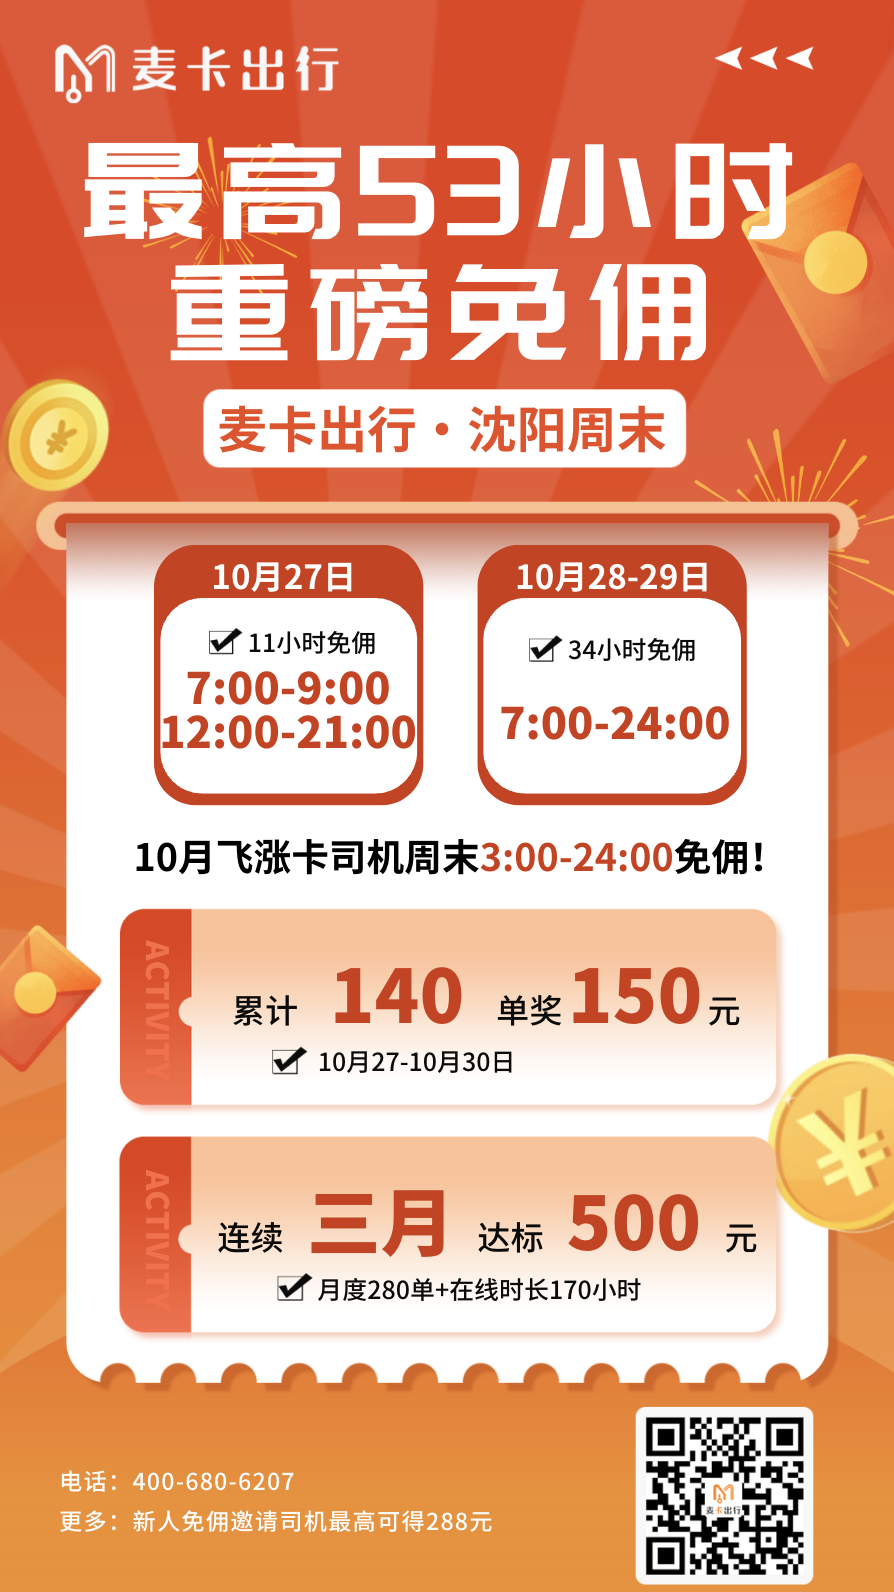 麦卡出行
最高53小时
重磅免佣
麦卡出行·沈阳周末
10月27日
11小时免佣
7:00-9:00
12:00-21:00
10月28-29日
34小时免佣
7:00-24:00
10月飞涨卡司机周末3:00-24:00免佣!
ACTIVITY
累计 140 单奖150元
10月27-10月30日
ACTIVITY
连续 三月 达标 500 元
月度280单+在线时长170小时
电话：400-680-6207
更多：新人免佣邀请司机最高可得288元
麦卡出行